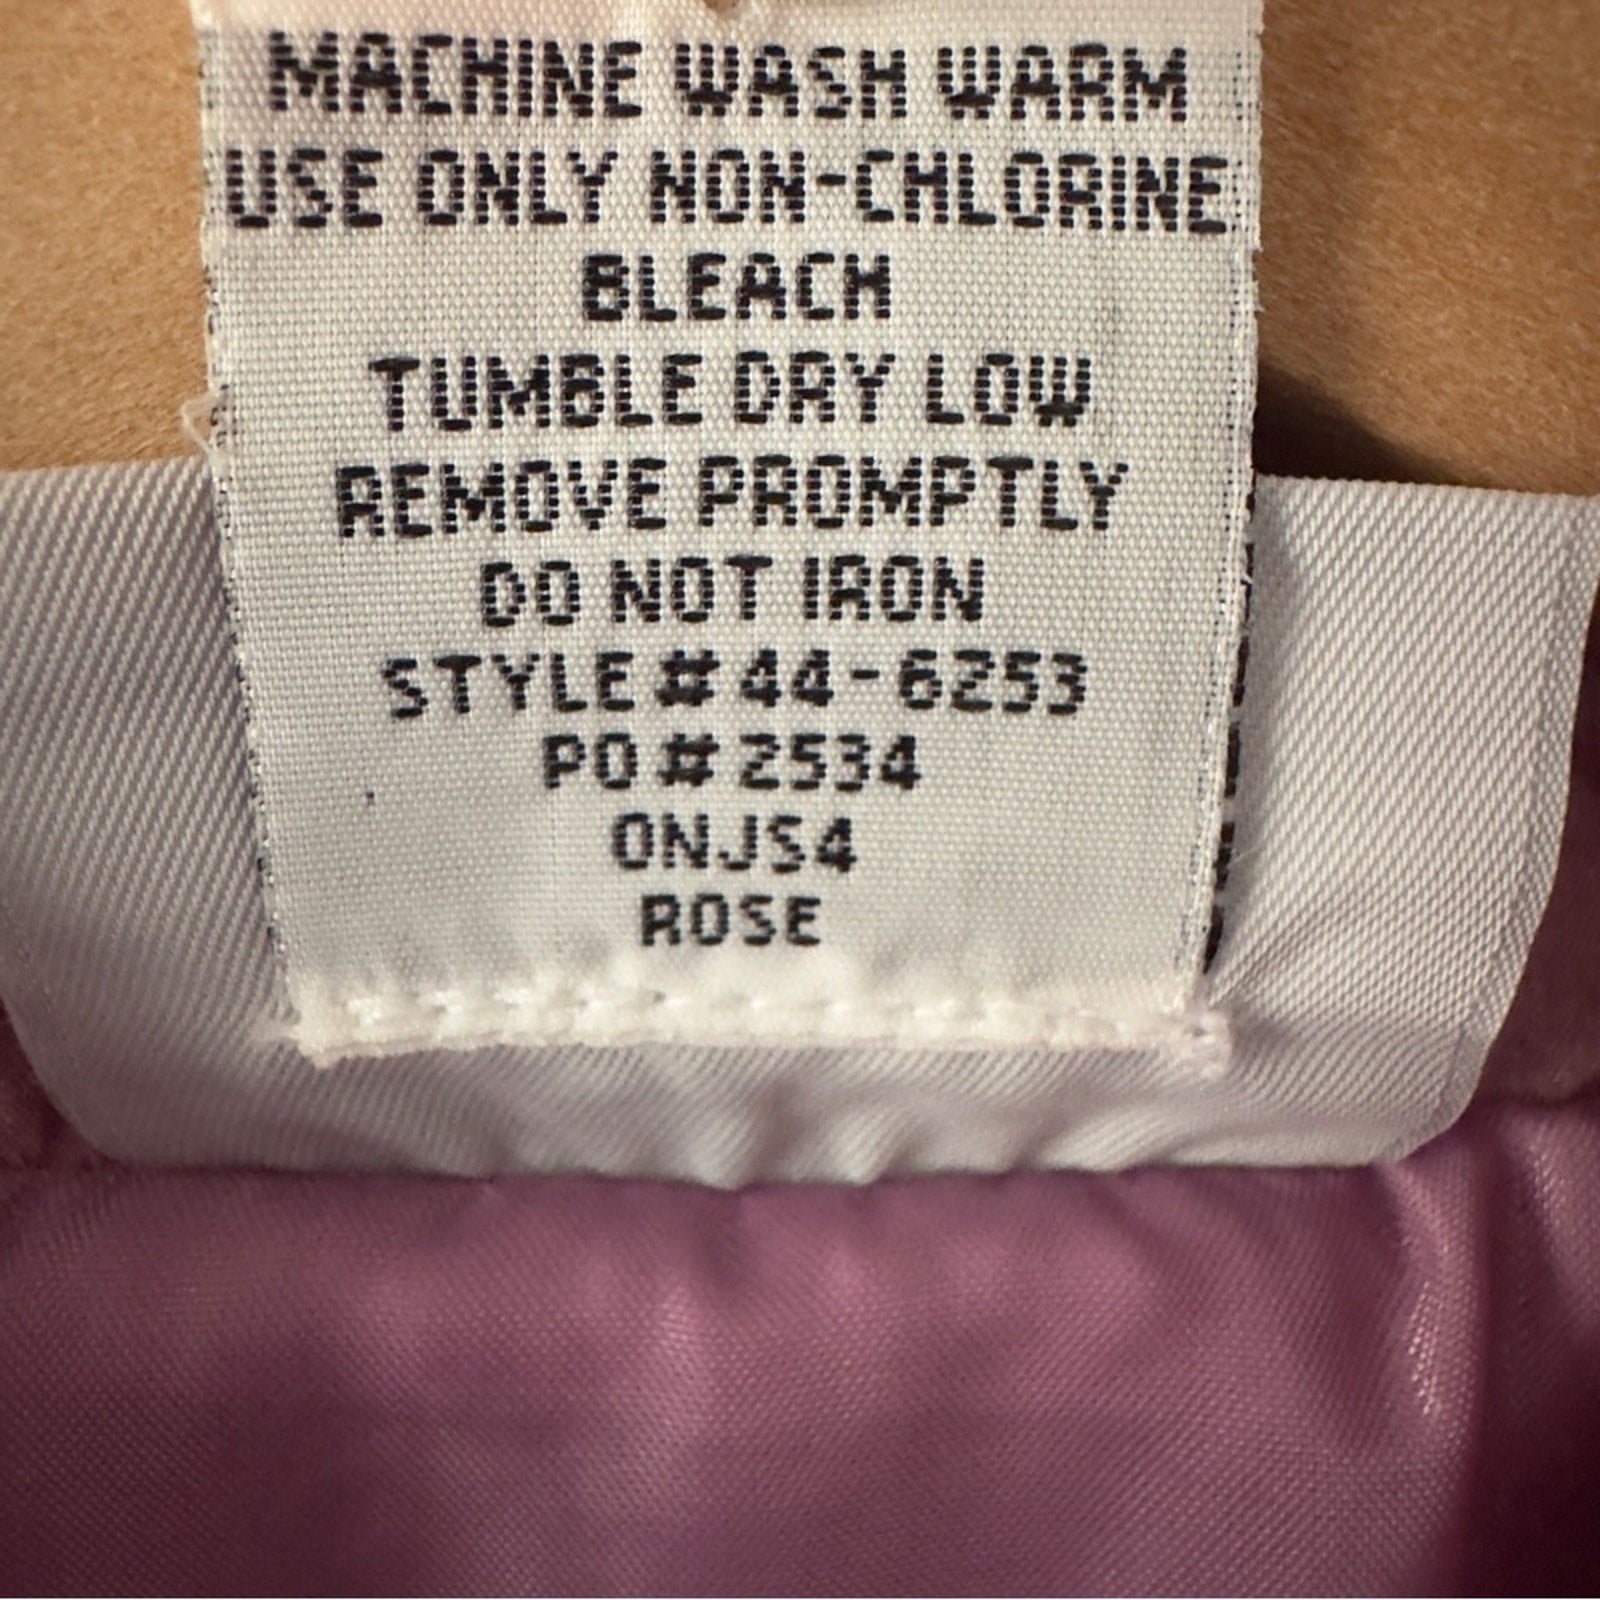 MACHINE WASH WARM
USE ONLY NON-CHLORINE
BLEACH
TUMBLE DRY LOW
REMOVE PROMPTLY
DO NOT IRON
STYLE#44-6253
PO#2534
ONJS4
ROSE